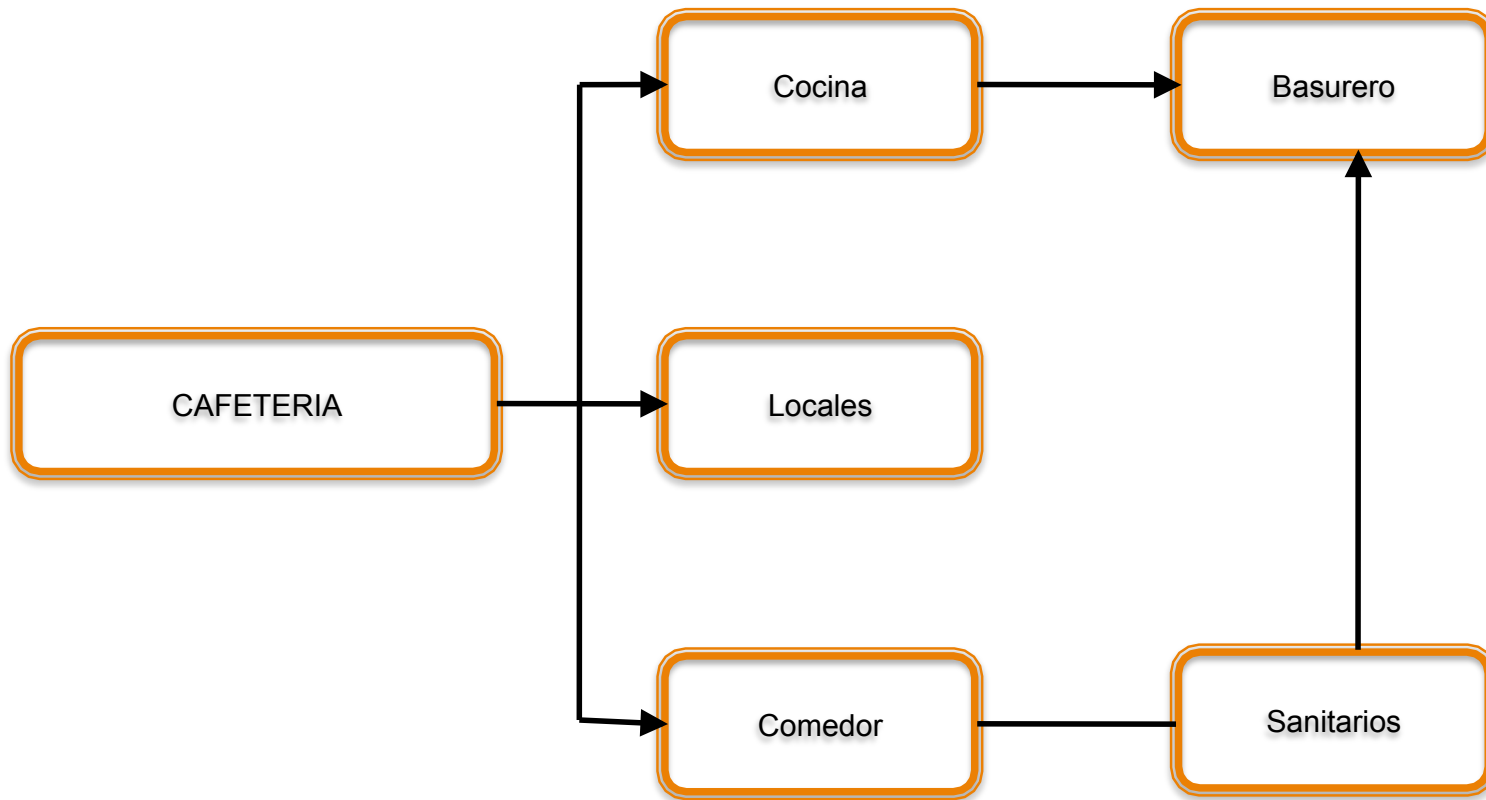 Cocina
Basurero
CAFETERIA
Locales
Comedor
Sanitarios